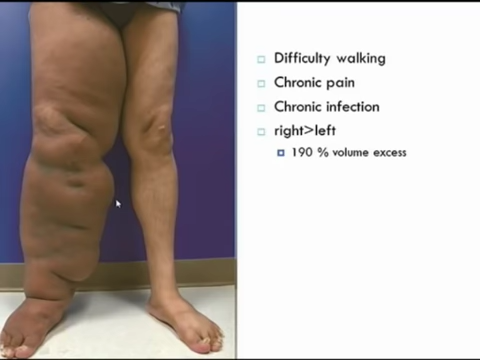 Difficulty walking
Chronic pain
Chronic infection
right>left
190 % volume excess